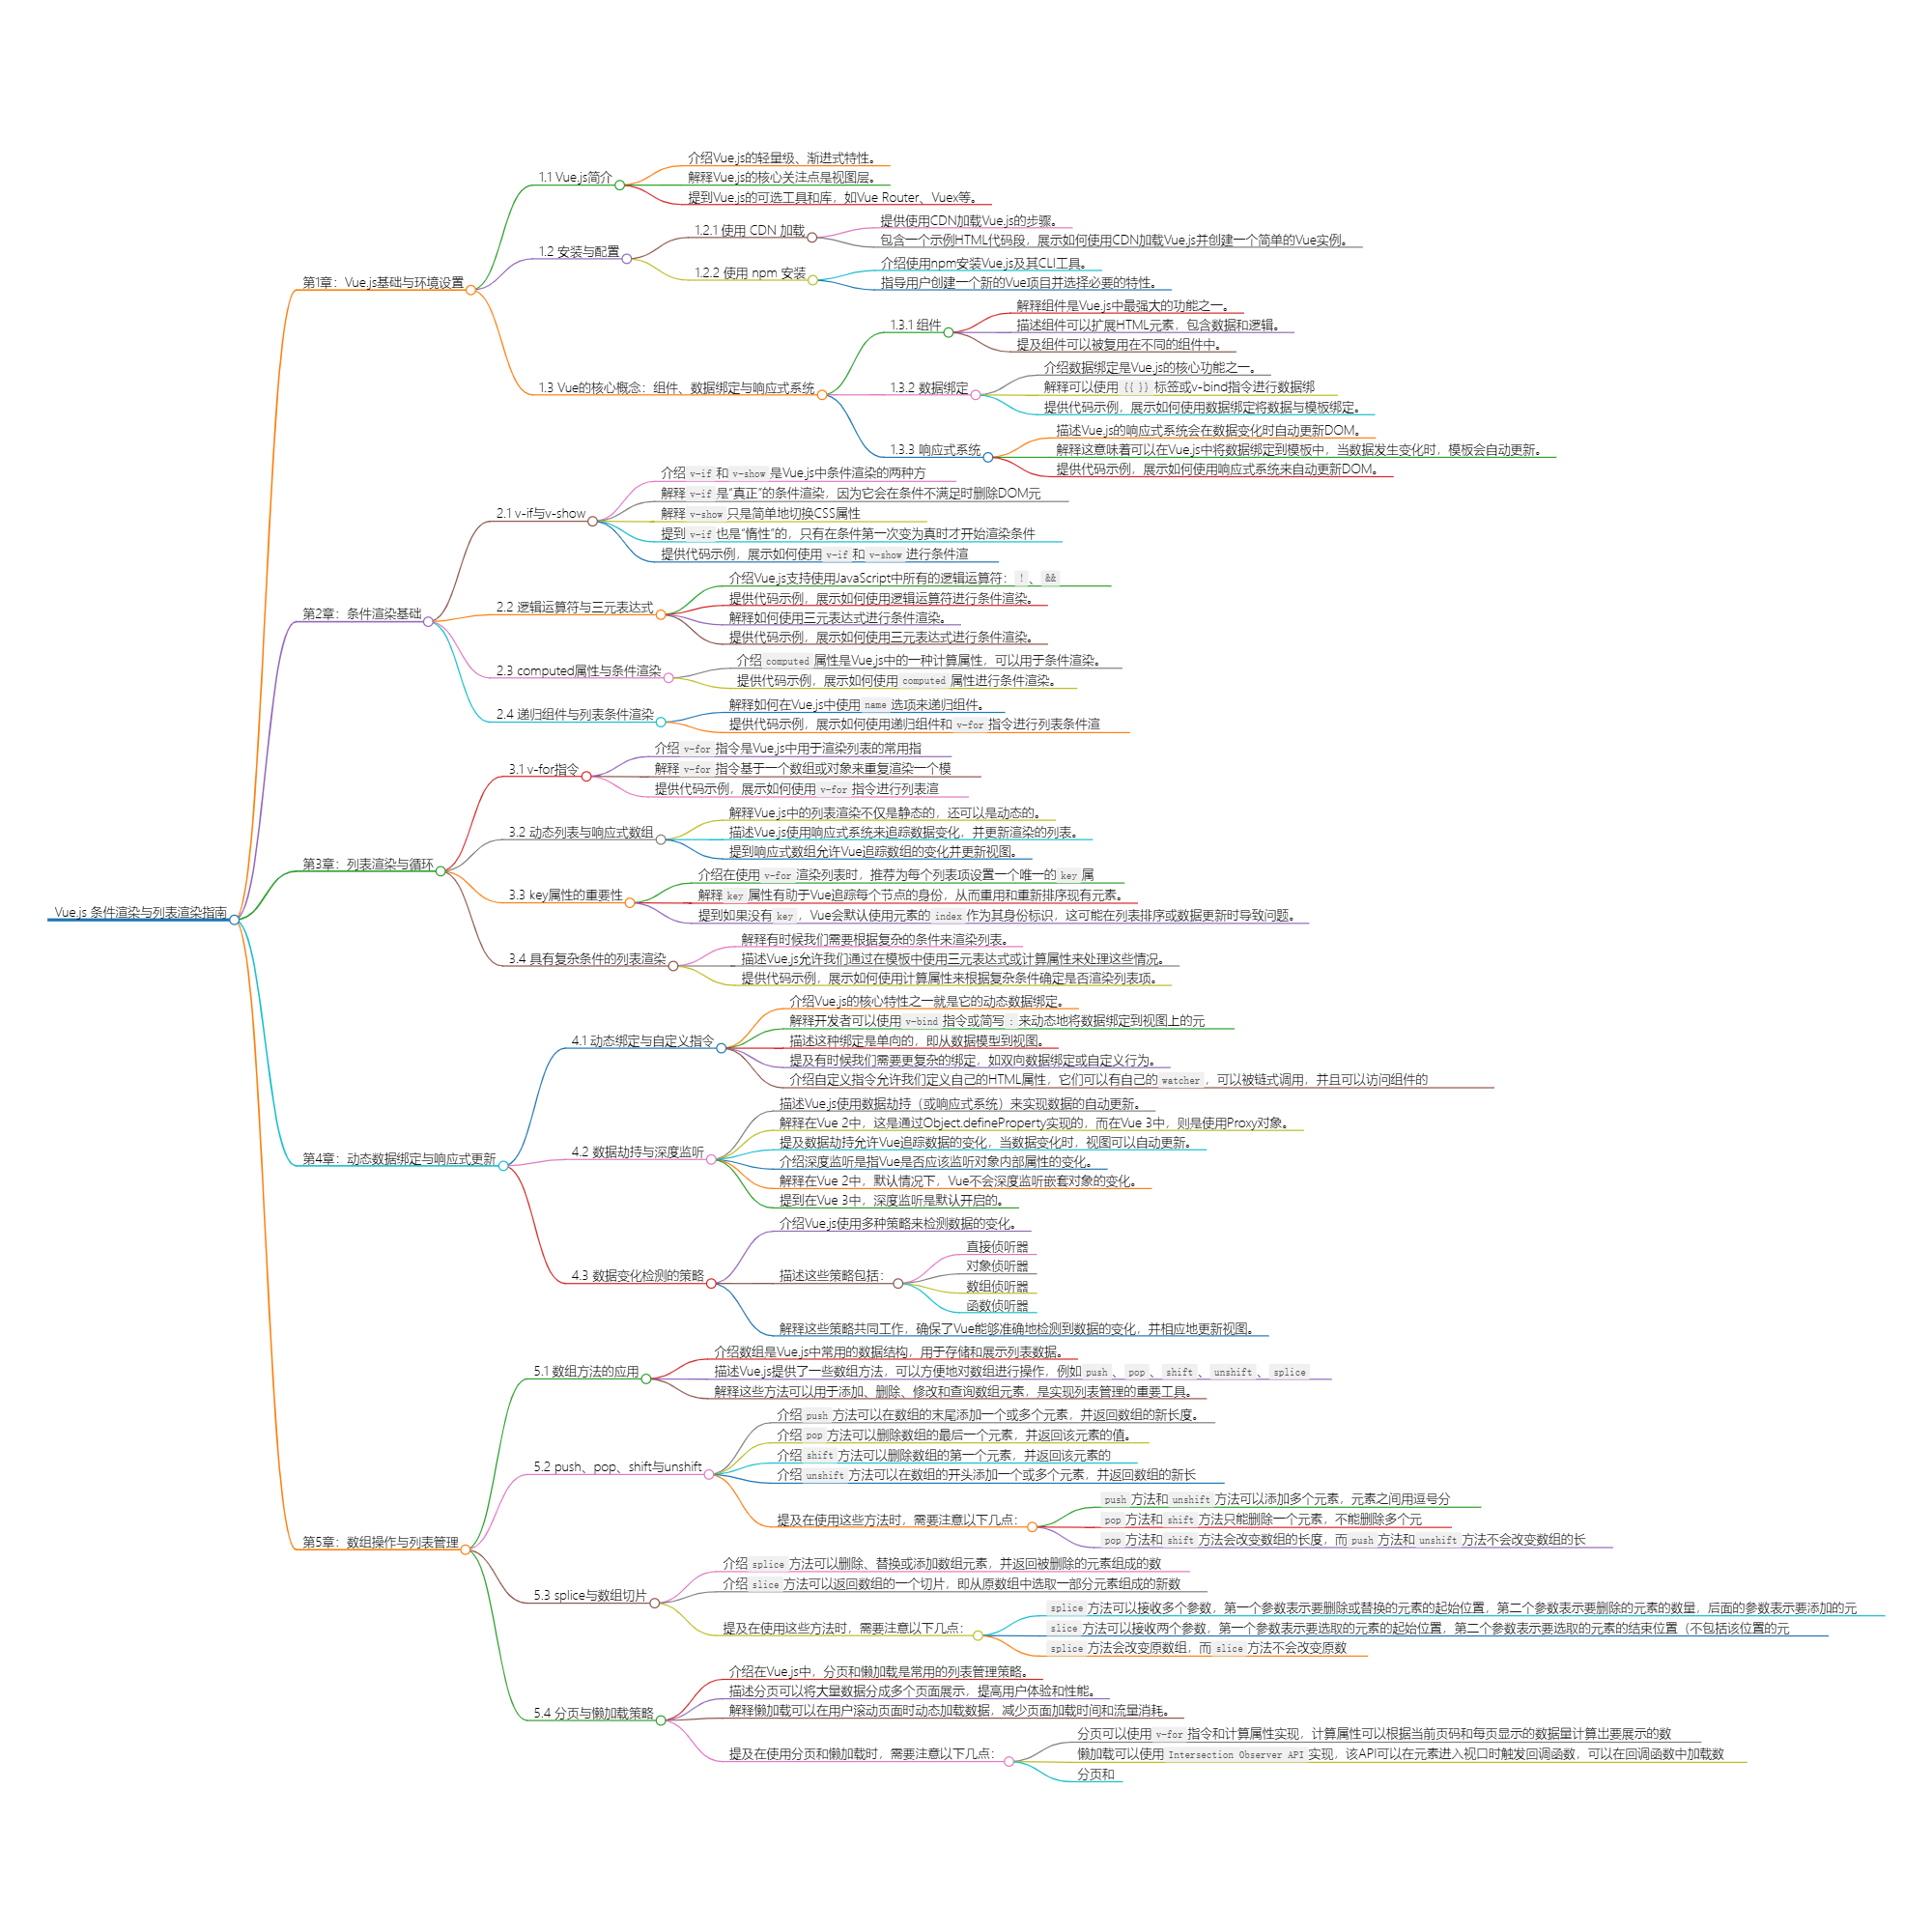 Vue.js 条件渲染与列表渲染指南
第1章：Vue.js基础与环境设置
1.1 Vue.js简介
介绍Vue.js的轻量级、渐进式特性。
解释Vue.js的核心关注点是视图层。
提到Vue.js的可选工具和库，如Vue Router、Vuex等。
1.2 安装与配置
1.2.1 使用 CDN 加载
提供使用CDN加载Vue.js的步骤。
包含一个示例HTML代码段，展示如何使用CDN加载Vue.js并创建一个简单的Vue实例。
1.2.2 使用 npm 安装
介绍使用npm安装Vue.js及其CLI工具。
指导用户创建一个新的Vue项目并选择必要的特性。
1.3 Vue的核心概念：组件、数据绑定与响应式系统
1.3.1 组件
解释组件是Vue.js中最强大的功能之一。
描述组件可以扩展HTML元素，包含数据和逻辑。
提及组件可以被复用在不同的组件中。
1.3.2 数据绑定
介绍数据绑定是Vue.js的核心功能之一。
解释可以使用 {{ }} 标签或v-bind指令进行数据绑
提供代码示例，展示如何使用数据绑定将数据与模板绑定。
1.3.3 响应式系统
描述Vue.js的响应式系统会在数据变化时自动更新DOM。
解释这意味着可以在Vue.js中将数据绑定到模板中，当数据发生变化时，模板会自动更新。
提供代码示例，展示如何使用响应式系统来自动更新DOM。
第2章：条件渲染基础
2.1 v-if与v-show
介绍 v-if 和 v-show 是Vue.js中条件渲染的两种方
解释 v-if 是“真正”的条件渲染，因为它会在条件不满足时删除DOM元
解释 v-show 只是简单地切换CSS属性
提到 v-if 也是“惰性”的，只有在条件第一次变为真时才开始渲染条件
提供代码示例，展示如何使用 v-if 和 v-show 进行条件渲
2.2 逻辑运算符与三元表达式
介绍Vue.js支持使用JavaScript中所有的逻辑运算符： ! 、 &&
提供代码示例，展示如何使用逻辑运算符进行条件渲染。
解释如何使用三元表达式进行条件渲染。
提供代码示例，展示如何使用三元表达式进行条件渲染。
2.3 computed属性与条件渲染
介绍 computed 属性是Vue.js中的一种计算属性，可以用于条件渲染。
提供代码示例，展示如何使用 computed 属性进行条件渲染。
2.4 递归组件与列表条件渲染
解释如何在Vue.js中使用 name 选项来递归组件。
提供代码示例，展示如何使用递归组件和 v-for 指令进行列表条件渲
第3章：列表渲染与循环
3.1 v-for指令
介绍 v-for 指令是Vue.js中用于渲染列表的常用指
解释 v-for 指令基于一个数组或对象来重复渲染一个模
提供代码示例，展示如何使用 v-for 指令进行列表渲
3.2 动态列表与响应式数组
解释Vue.js中的列表渲染不仅是静态的，还可以是动态的。
描述Vue.js使用响应式系统来追踪数据变化，并更新渲染的列表。
提到响应式数组允许Vue追踪数组的变化并更新视图。
3.3 key属性的重要性
介绍在使用 v-for 渲染列表时，推荐为每个列表项设置一个唯一的 key 属
解释 key 属性有助于Vue追踪每个节点的身份，从而重用和重新排序现有元素。
提到如果没有 key ，Vue会默认使用元素的 index 作为其身份标识，这可能在列表排序或数据更新时导致问题。
3.4 具有复杂条件的列表渲染
解释有时候我们需要根据复杂的条件来渲染列表。
描述Vue.js允许我们通过在模板中使用三元表达式或计算属性来处理这些情况。
提供代码示例，展示如何使用计算属性来根据复杂条件确定是否渲染列表项。
第4章：动态数据绑定与响应式更新
4.1 动态绑定与自定义指令
介绍Vue.js的核心特性之一就是它的动态数据绑定。
解释开发者可以使用 v-bind 指令或简写 : 来动态地将数据绑定到视图上的元
描述这种绑定是单向的，即从数据模型到视图。
提及有时候我们需要更复杂的绑定，如双向数据绑定或自定义行为。
介绍自定义指令允许我们定义自己的HTML属性，它们可以有自己的 watcher ，可以被链式调用，并且可以访问组件的
4.2 数据劫持与深度监听
描述Vue.js使用数据劫持（或响应式系统）来实现数据的自动更新。
解释在Vue 2中，这是通过Object.defineProperty实现的，而在Vue 3中，则是使用Proxy对象。
提及数据劫持允许Vue追踪数据的变化，当数据变化时，视图可以自动更新。
介绍深度监听是指Vue是否应该监听对象内部属性的变化。
解释在Vue 2中，默认情况下，Vue不会深度监听嵌套对象的变化。
提到在Vue 3中，深度监听是默认开启的。
4.3 数据变化检测的策略
介绍Vue.js使用多种策略来检测数据的变化。
描述这些策略包括：
直接侦听器
对象侦听器
数组侦听器
函数侦听器
解释这些策略共同工作，确保了Vue能够准确地检测到数据的变化，并相应地更新视图。
第5章：数组操作与列表管理
5.1 数组方法的应用
介绍数组是Vue.js中常用的数据结构，用于存储和展示列表数据。
描述Vue.js提供了一些数组方法，可以方便地对数组进行操作，例如 push 、 pop 、 shift 、 unshift 、 splice
解释这些方法可以用于添加、删除、修改和查询数组元素，是实现列表管理的重要工具。
5.2 push、pop、shift与unshift
介绍 push 方法可以在数组的末尾添加一个或多个元素，并返回数组的新长度。
介绍 pop 方法可以删除数组的最后一个元素，并返回该元素的值。
介绍 shift 方法可以删除数组的第一个元素，并返回该元素的
介绍 unshift 方法可以在数组的开头添加一个或多个元素，并返回数组的新长
提及在使用这些方法时，需要注意以下几点：
push 方法和 unshift 方法可以添加多个元素，元素之间用逗号分
pop 方法和 shift 方法只能删除一个元素，不能删除多个元
pop 方法和 shift 方法会改变数组的长度，而 push 方法和 unshift 方法不会改变数组的长
5.3 splice与数组切片
介绍 splice 方法可以删除、替换或添加数组元素，并返回被删除的元素组成的数
介绍 slice 方法可以返回数组的一个切片，即从原数组中选取一部分元素组成的新数
提及在使用这些方法时，需要注意以下几点：
splice 方法可以接收多个参数，第一个参数表示要删除或替换的元素的起始位置，第二个参数表示要删除的元素的数量，后面的参数表示要添加的元
slice 方法可以接收两个参数，第一个参数表示要选取的元素的起始位置，第二个参数表示要选取的元素的结束位置（不包括该位置的元
splice 方法会改变原数组，而 slice 方法不会改变原数
5.4 分页与懒加载策略
介绍在Vue.js中，分页和懒加载是常用的列表管理策略。
描述分页可以将大量数据分成多个页面展示，提高用户体验和性能。
解释懒加载可以在用户滚动页面时动态加载数据，减少页面加载时间和流量消耗。
提及在使用分页和懒加载时，需要注意以下几点：
分页可以使用 v-for 指令和计算属性实现，计算属性可以根据当前页码和每页显示的数据量计算出要展示的数
懒加载可以使用 Intersection Observer API 实现，该API可以在元素进入视口时触发回调函数，可以在回调函数中加载数
分页和